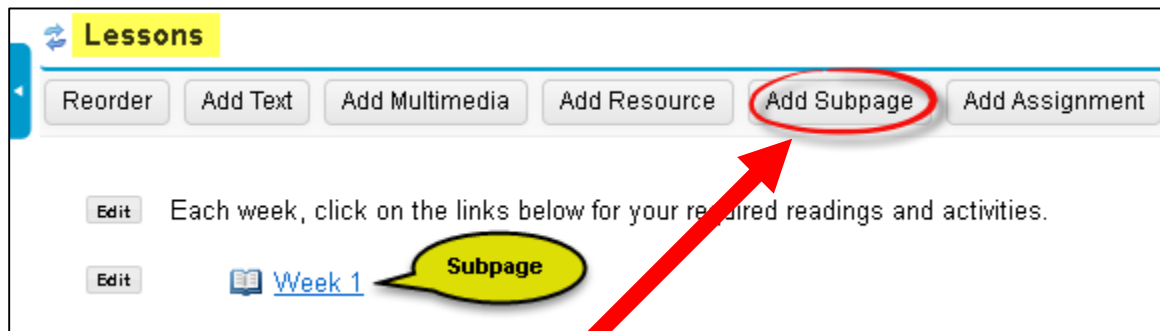 Lessons
Reorder Add Text Add Multimedia Add Resource Add Subpage Add Assignment
Edit Each week, click on the links below for your required readings and activities.
Edit Week 1 Subpage